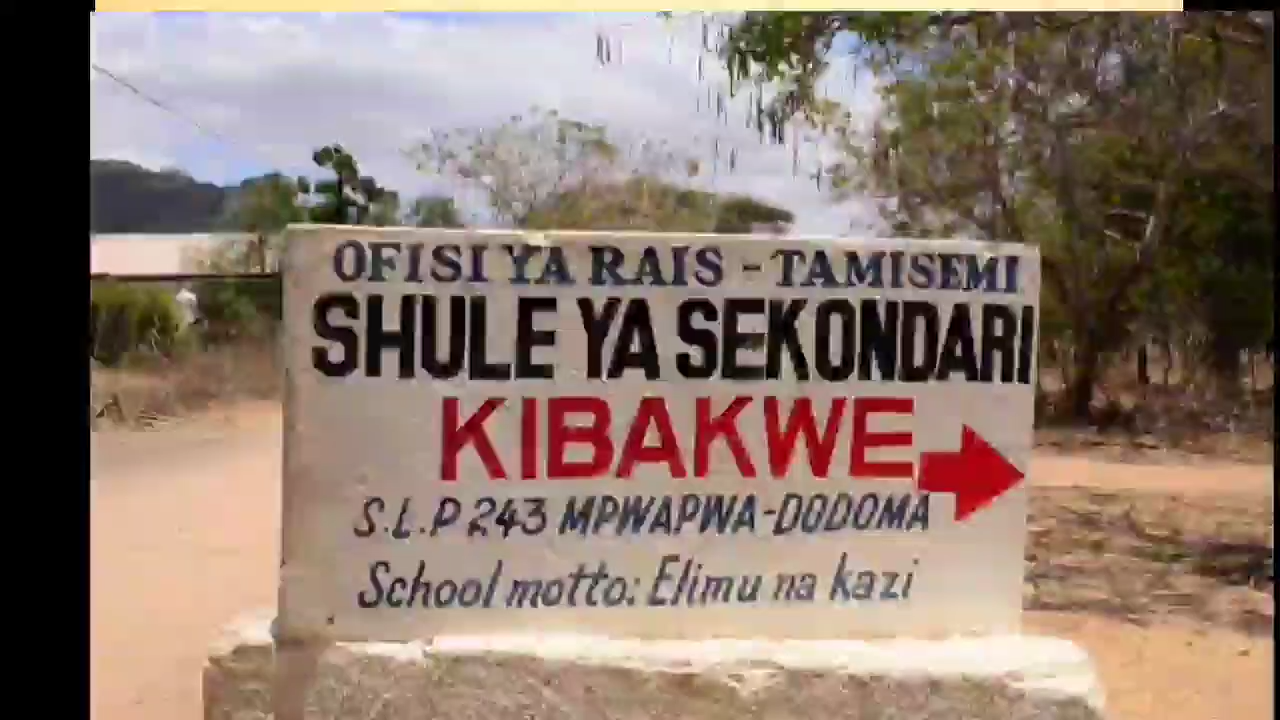 OFISI YA RAIS - TAMISEMI
SHULE YA SEKONDARI
KIBAKWE
S.L.P 243 MPWAPWA-DODOMA
School motto: Elimu na kazi